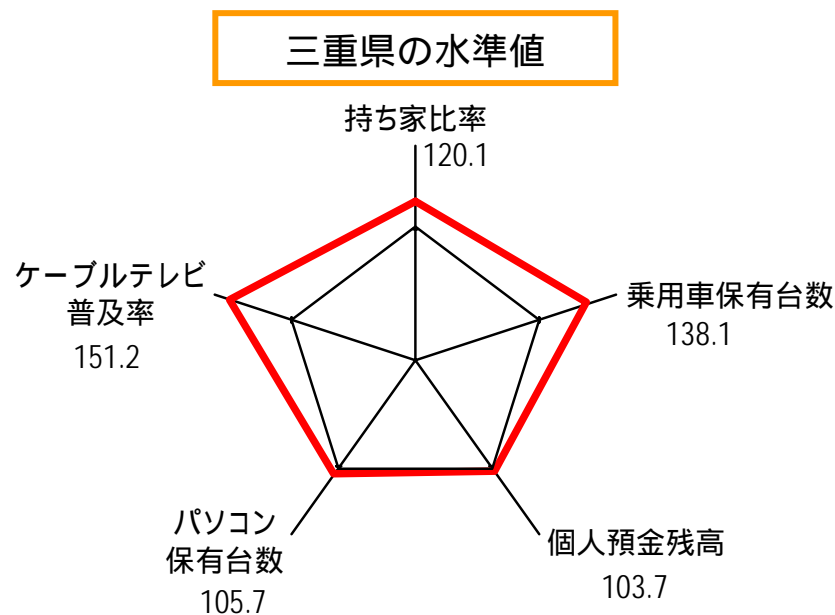 三重県の水準値
持ち家比率
120.1
ケーブルテレビ
普及率
151.2
乗用車保有台数
138.1
パソコン
保有台数
105.7
個人預金残高
103.7